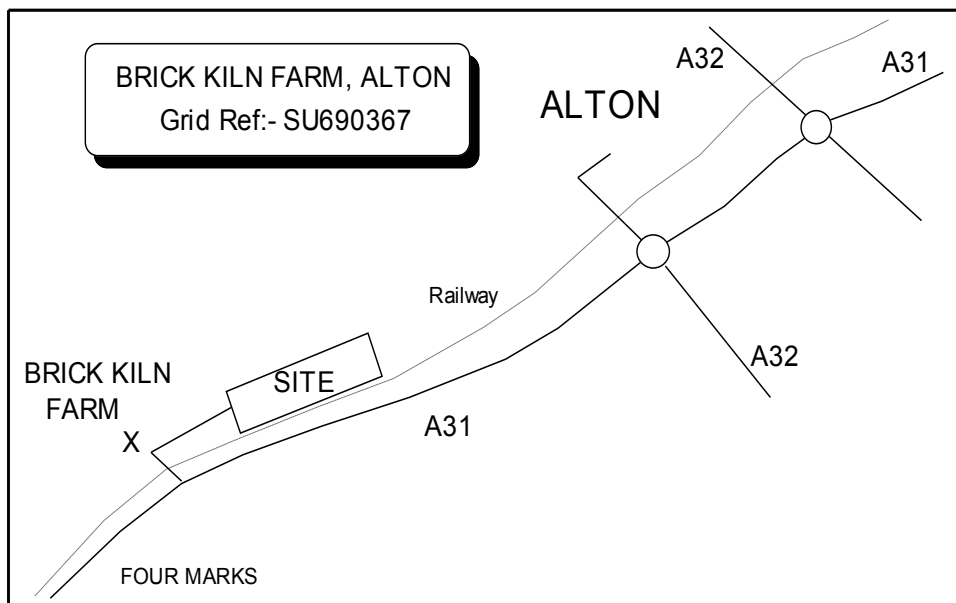 BRICK KILN FARM, ALTON
Grid Ref:- SU690367
A32
A31
ALTON
Railway
A32
BRICK KILN
FARM
X
SITE
A31
FOUR MARKS